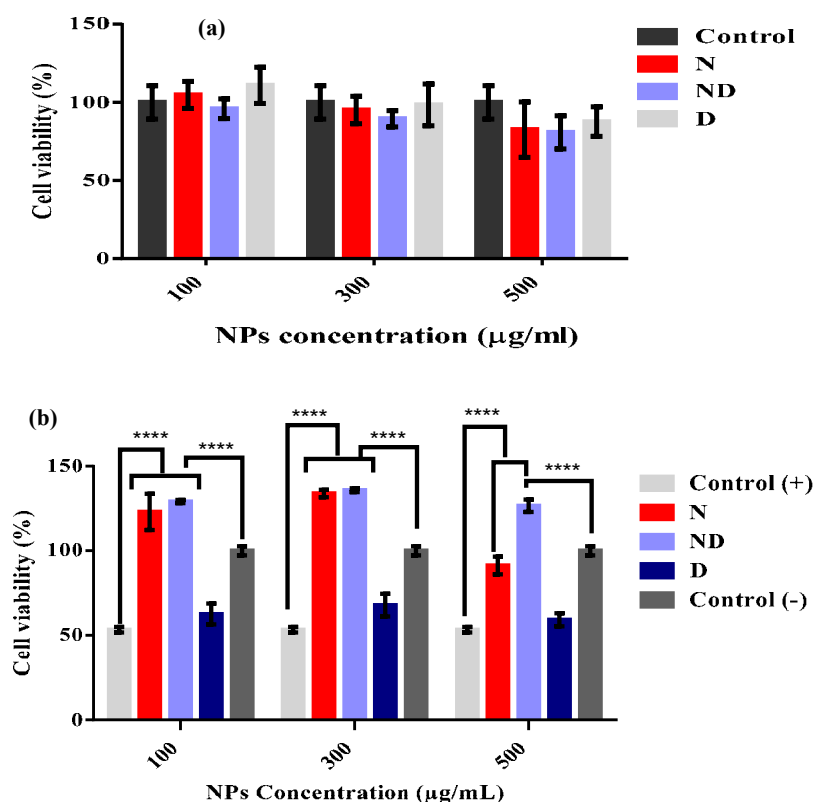 (a)
150
100
50
0
Cell viability (%)
100
300
500
NPs concentration (µg/ml)
Control
N
ND
D
(b)
****
****
****
****
****
****
150
100
50
0
Cell viability (%)
100
300
500
NPs Concentration (µg/mL)
Control (+)
N
ND
D
Control (-)